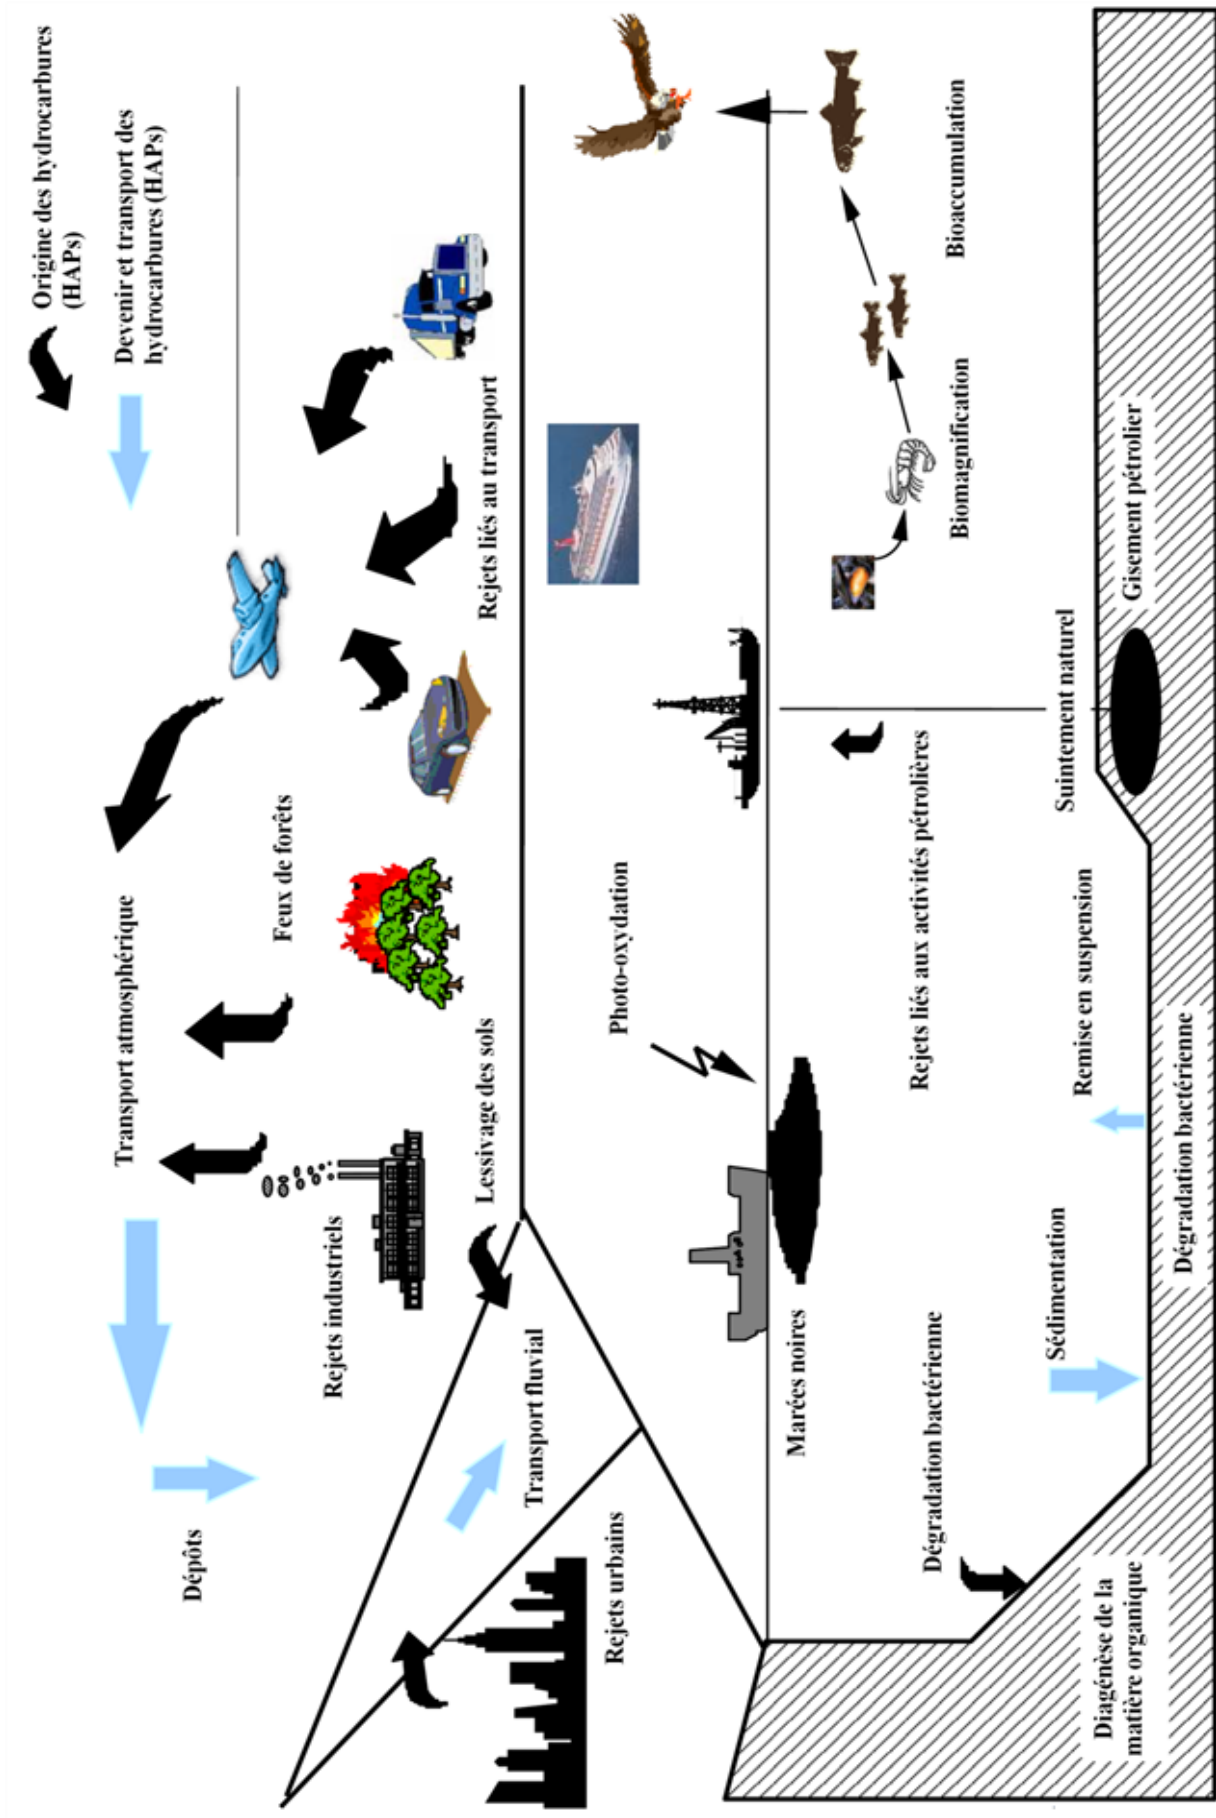 Origine des hydrocarbures
(HAPs)
Devenir et transport des
hydrocarbures (HAPs)
Transport atmosphérique
Dépôts
Feux de forêts
Rejets industriels
Rejets liés au transport
Lessivage des sols
Transport fluvial
Rejets urbains
Photo-oxydation
Marées noires
Rejets liés aux activités pétrolières
Bioaccumulation
Biomagnification
Dégradation bactérienne
Sédimentation
Remise en suspension
Suintement naturel
Gisement pétrolier
Diagénèse de la
matière organique
Dégradation bactérienne